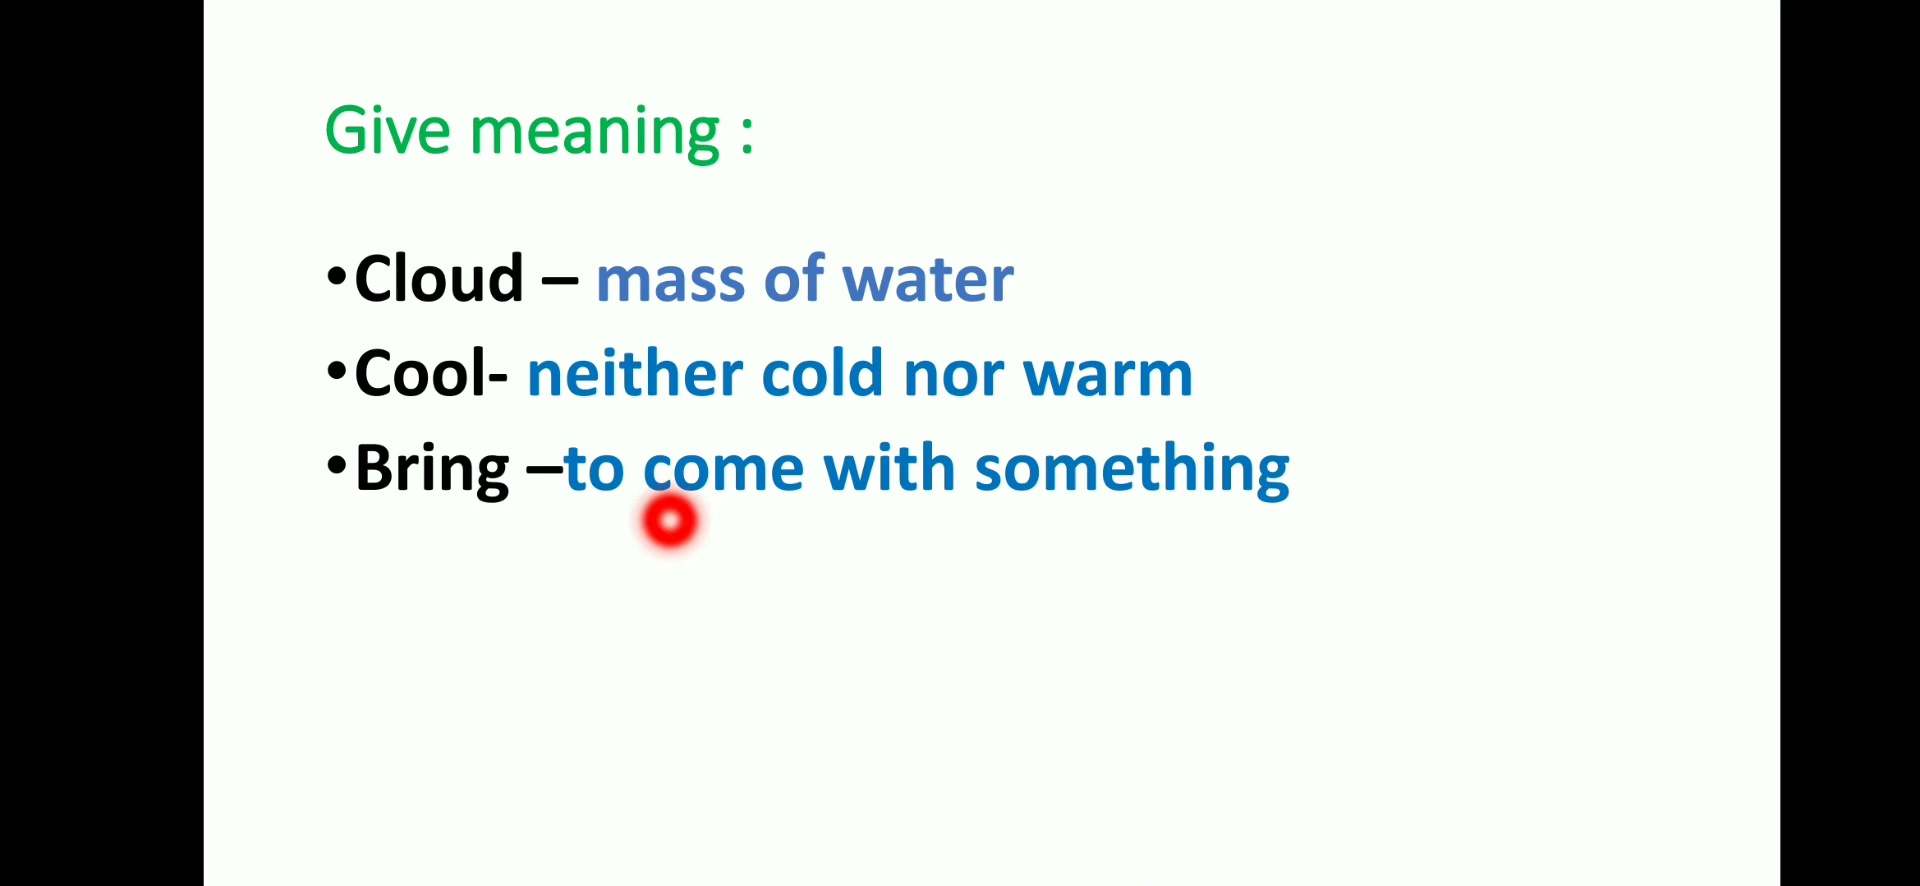 Give meaning :
•Cloud – mass of water
•Cool- neither cold nor warm
•Bring –to come with something